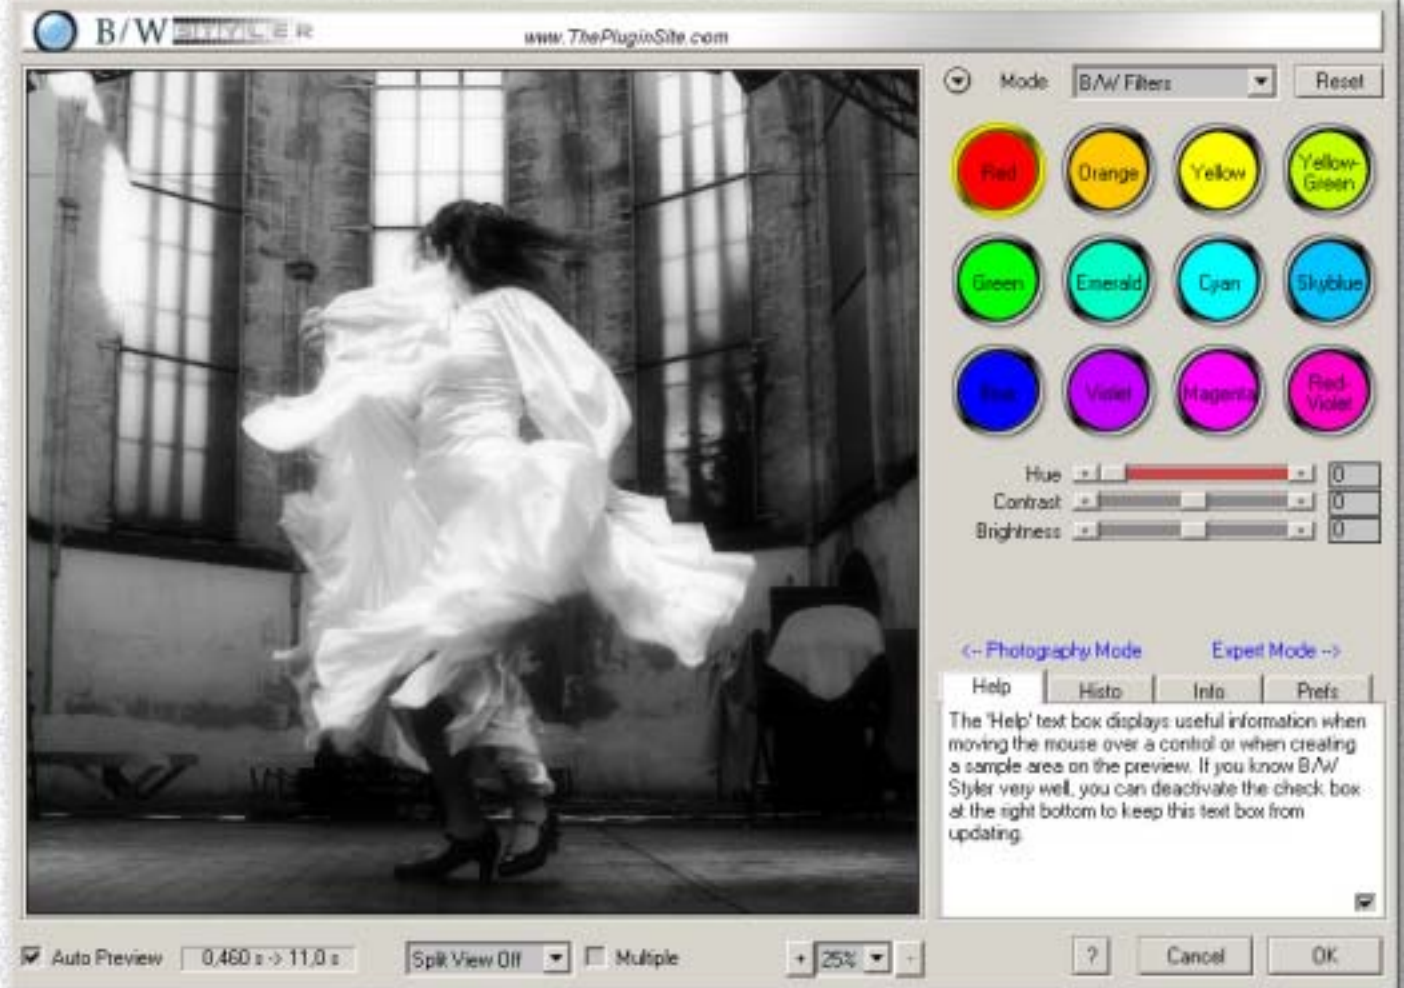 B/W STYLER
www.ThePluginSite.com
Mode B/W Filters Reset
Red Orange Yellow Yellow-
Green
Green Emerald Cyan Skyblue
Blue Violet Magenta Red-
Violet
Hue 0
Contrast 0
Brightness 0
<-- Photography Mode Expert Mode -->
Help Histo Info Prefs
The 'Help' text box displays useful information when
moving the mouse over a control or when creating
a sample area on the preview. If you know B/W
Styler very well, you can deactivate the check box
at the right bottom to keep this text box from
updating.
Auto Preview 0,460 s -> 11,0 s Split View Off Multiple + 25% - ? Cancel OK